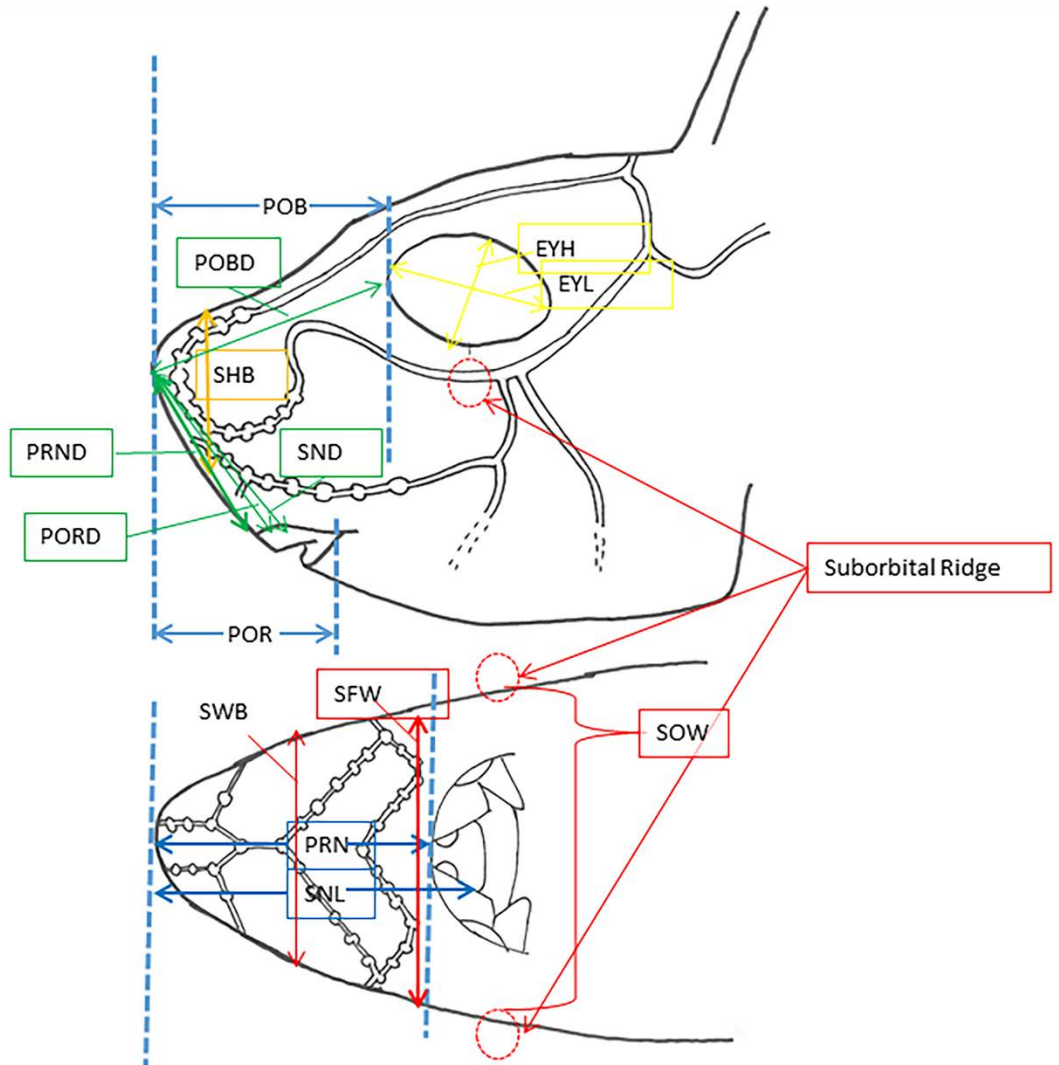 POB
POBD
EYH
EYL
SHB
PRND
SND
PORD
Suborbital Ridge
POR
SFW
SWB
SOW
PRN
SNL